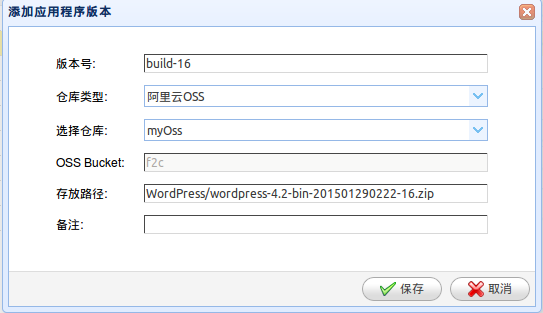 添加应用程序版本
版本号: build-16
仓库类型: 阿里云OSS
选择仓库: myOss
OSS Bucket: f2c
存放路径: WordPress/wordpress-4.2-bin-201501290222-16.zip
备注:
保存 取消